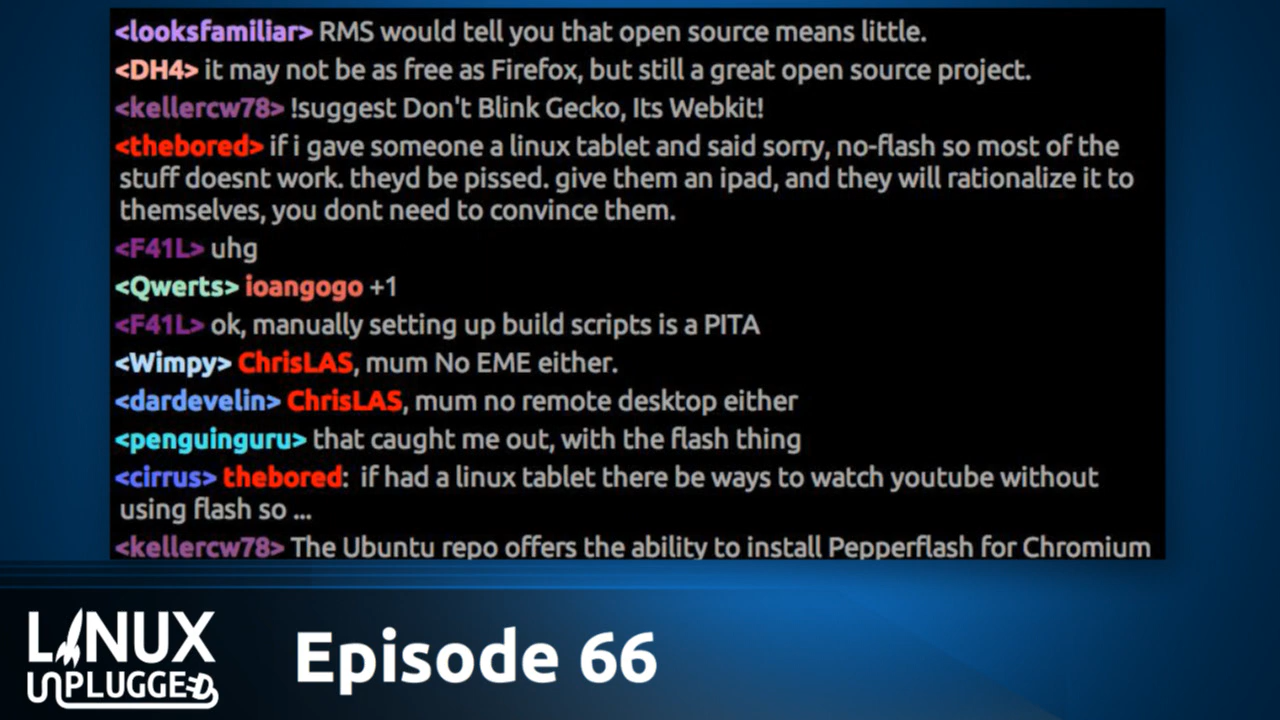 <looksfamiliar> RMS would tell you that open source means little.
<DH4> it may not be as free as Firefox, but still a great open source project.
<kellercw78> !suggest Don't Blink Gecko, Its Webkit!
<thebored> if i gave someone a linux tablet and said sorry, no-flash so most of the
stuff doesnt work. theyd be pissed. give them an ipad, and they will rationalize it to
themselves, you dont need to convince them.
<F41L> uhg
<Qwerts> ioangogo +1
<F41L> ok, manually setting up build scripts is a PITA
<Wimpy> ChrisLAS, mum No EME either.
<dardevelin> ChrisLAS, mum no remote desktop either
<penguinguru> that caught me out, with the flash thing
<cirrus> thebored:  if had a linux tablet there be ways to watch youtube without
using flash so ...
<kellercw78> The Ubuntu repo offers the ability to install Pepperflash for Chromium
LINUX
UNPLUGGED
Episode 66